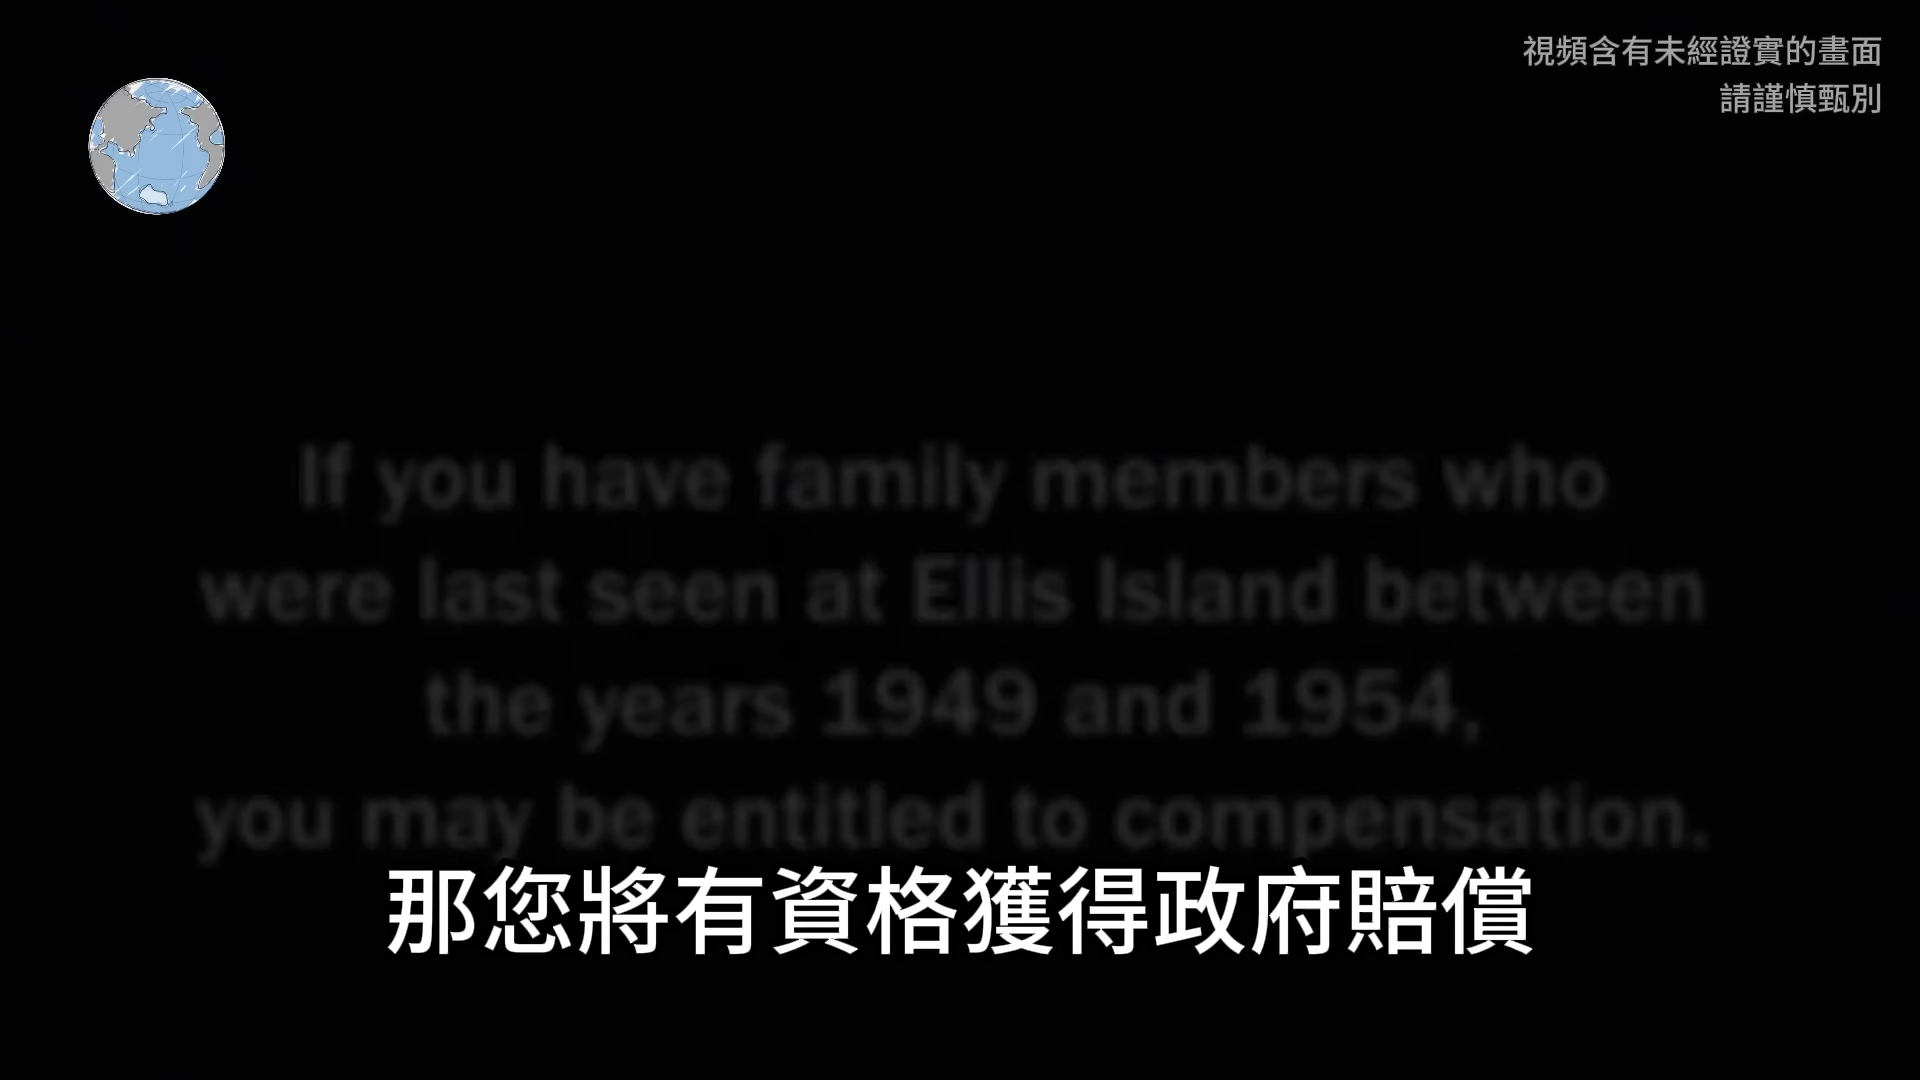 視頻含有未經證實的畫面
請謹慎甄別
If you have family members who
were last seen at Ellis Island between
the years 1949 and 1954,
you may be entitled to compensation.
那您將有資格獲得政府賠償